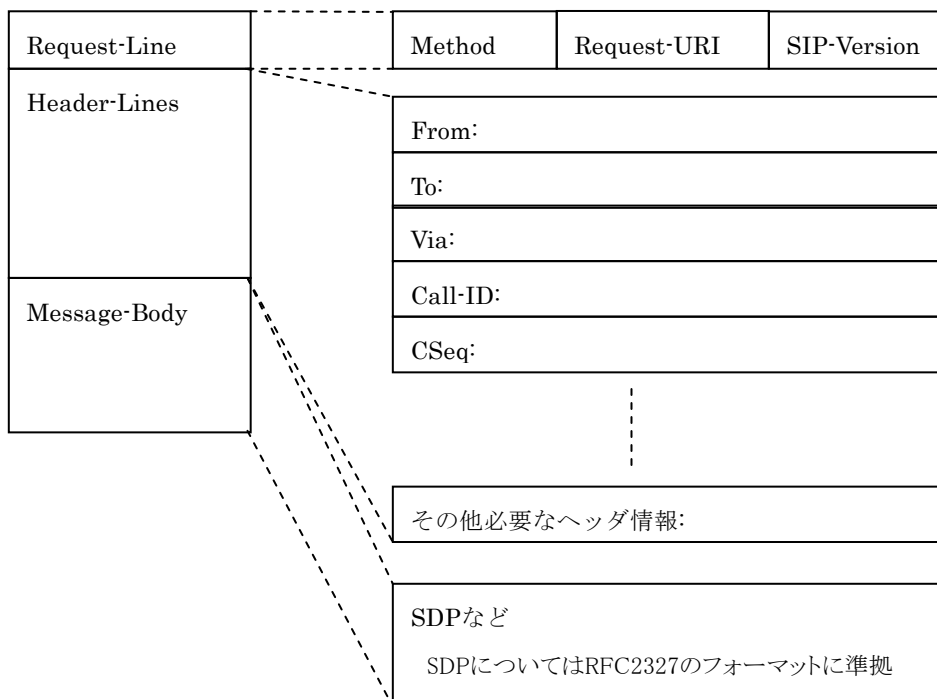 Request-Line
Header-Lines
Message-Body
Method
Request-URI
SIP-Version
From:
To:
Via:
Call-ID:
CSeq:
その他必要なヘッダ情報:
SDPなど
SDPについてはRFC2327のフォーマットに準拠